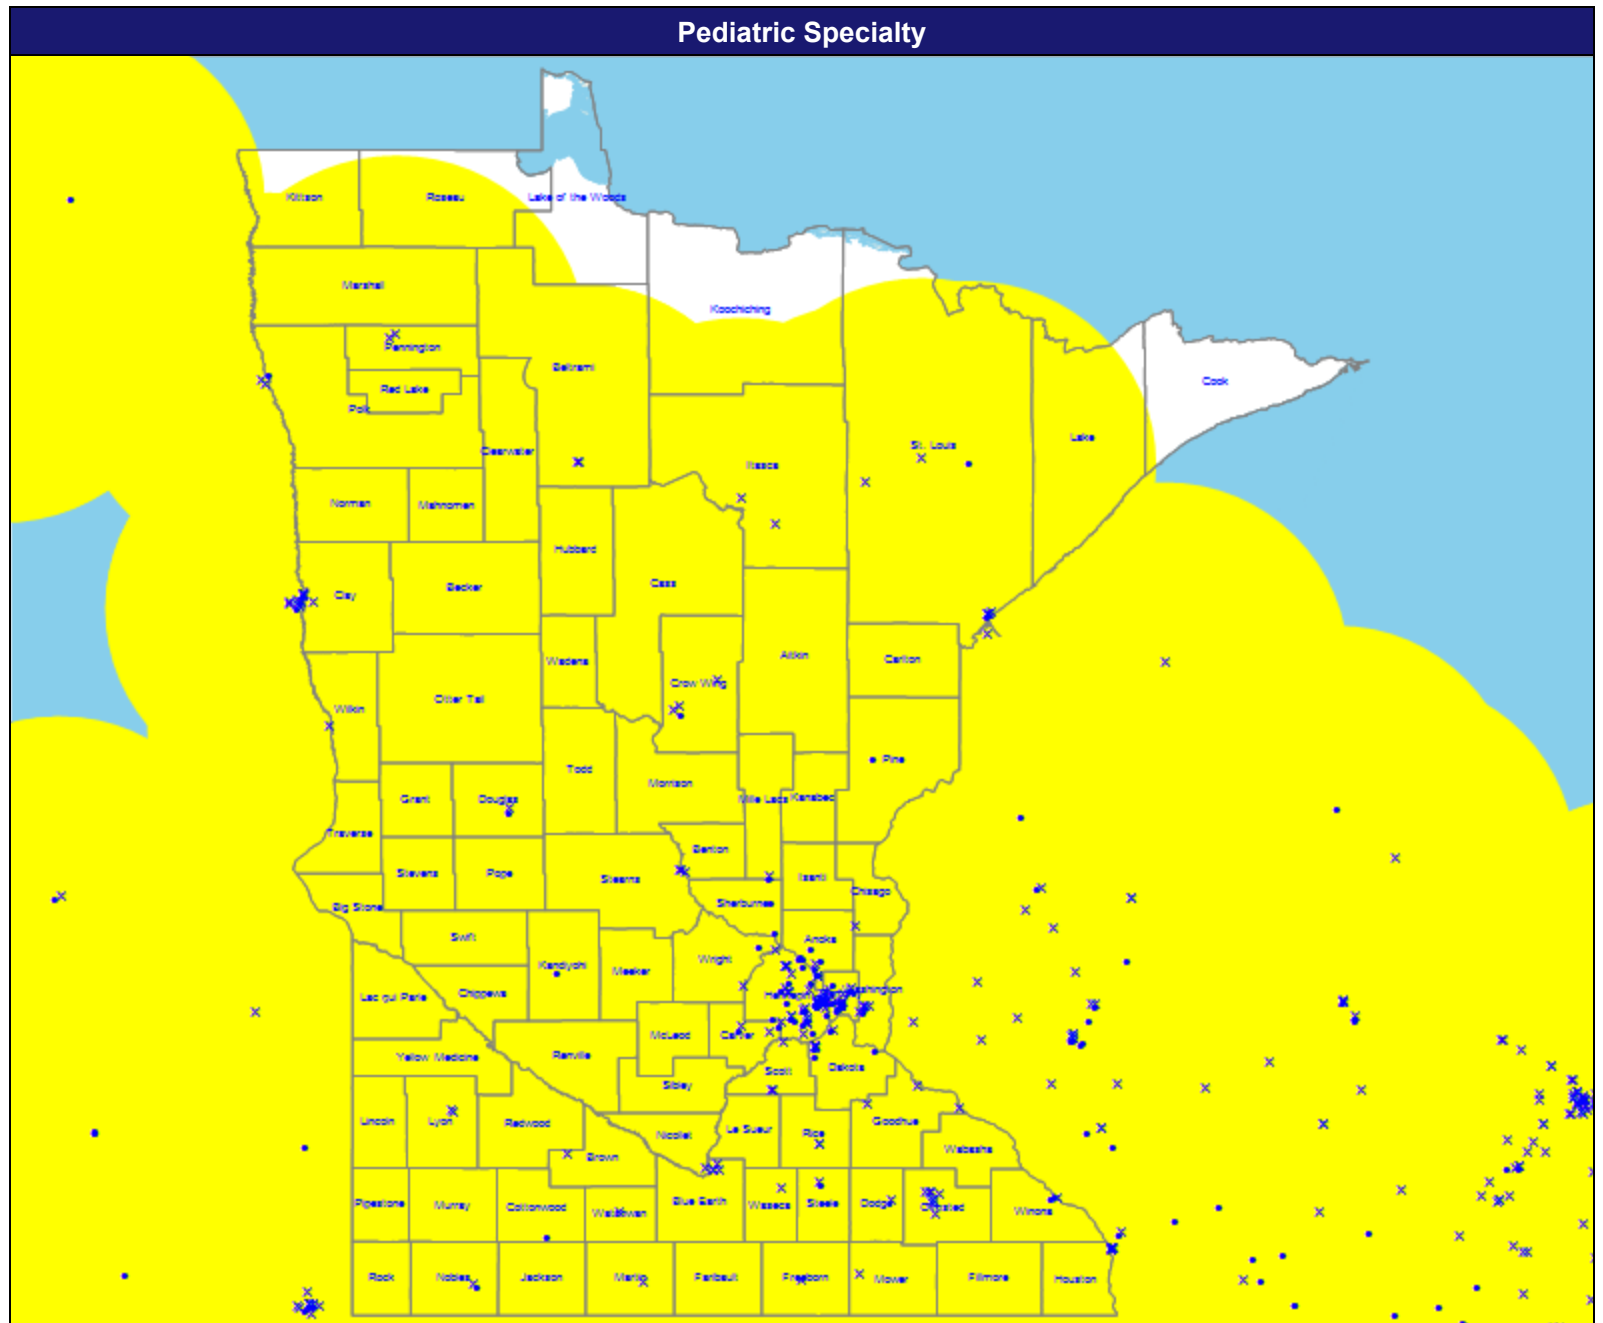 Pediatric Specialty
Kittson
Roseau
Lake of the Woods
Marshall
Koochiching
Pennington
Beltrami
Red Lake
Polk
Cook
Clearwater
St. Louis
Lake
Itasca
Norman
Mahnomen
Hubbard
Cass
Clay
Becker
Wadena
Aitkin
Carlton
Crow Wing
Wilkin
Otter Tail
Pine
Todd
Morrison
Grant
Douglas
Mille Lacs
Kanabec
Traverse
Benton
Stevens
Pope
Stearns
Isanti
Chisago
Big Stone
Sherburne
Swift
Anoka
Kandiyohi
Meeker
Wright
Lac qui Parle
Chippewa
McLeod
Carver
Yellow Medicine
Renville
Scott
Dakota
Sibley
Lincoln
Lyon
Redwood
Nicollet
Le Sueur
Rice
Goodhue
Brown
Wabasha
Pipestone
Murray
Cottonwood
Blue Earth
Waseca
Steele
Dodge
Winona
Rock
Nobles
Jackson
Martin
Faribault
Freeborn
Mower
Fillmore
Houston